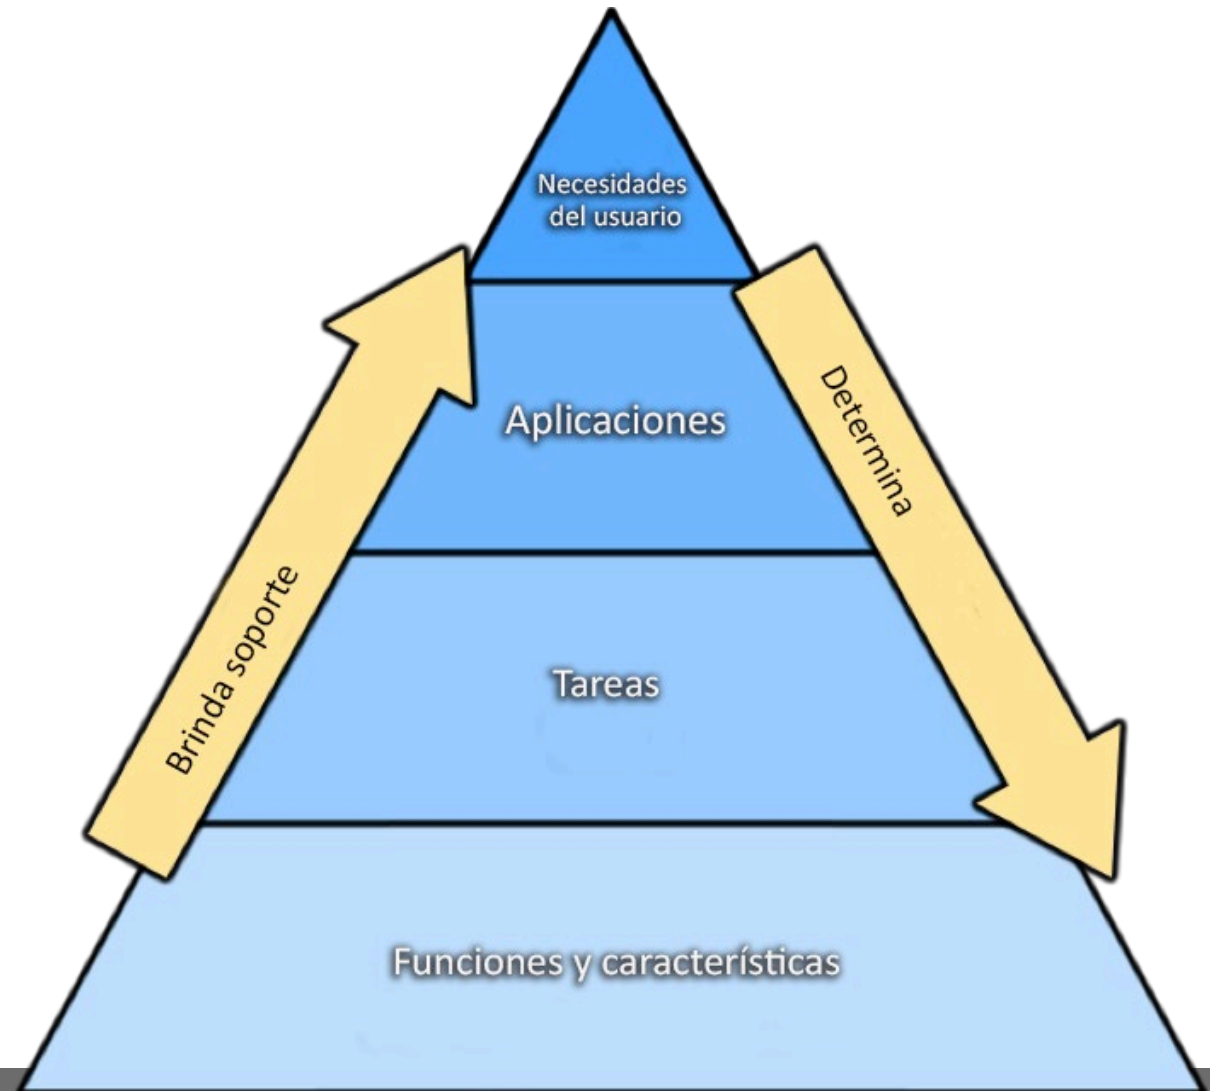 Necesidades
del usuario
Aplicaciones
Determina
Brinda soporte
Tareas
Funciones y características